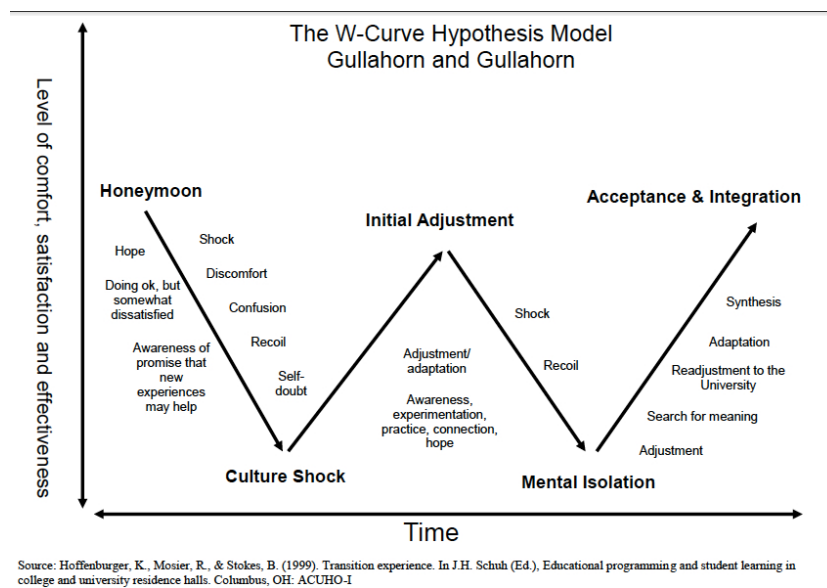 The W-Curve Hypothesis Model
Gullahorn and Gullahorn
Level of comfort, satisfaction and effectiveness
Honeymoon
Hope
Doing ok, but
somewhat
dissatisfied
Awareness of
promise that
new
experiences
may help
Shock
Discomfort
Confusion
Recoil
Self-
doubt
Culture Shock
Initial Adjustment
Adjustment/
adaptation
Awareness,
experimentation,
practice, connection,
hope
Shock
Recoil
Mental Isolation
Acceptance & Integration
Synthesis
Adaptation
Readjustment to the
University
Search for meaning
Adjustment
Time
Source: Hoffenburger, K., Mosier, R., & Stokes, B. (1999). Transition experience. In J.H. Schuh (Ed.), Educational programming and student learning in
college and university residence halls. Columbus, OH: ACUHO-I